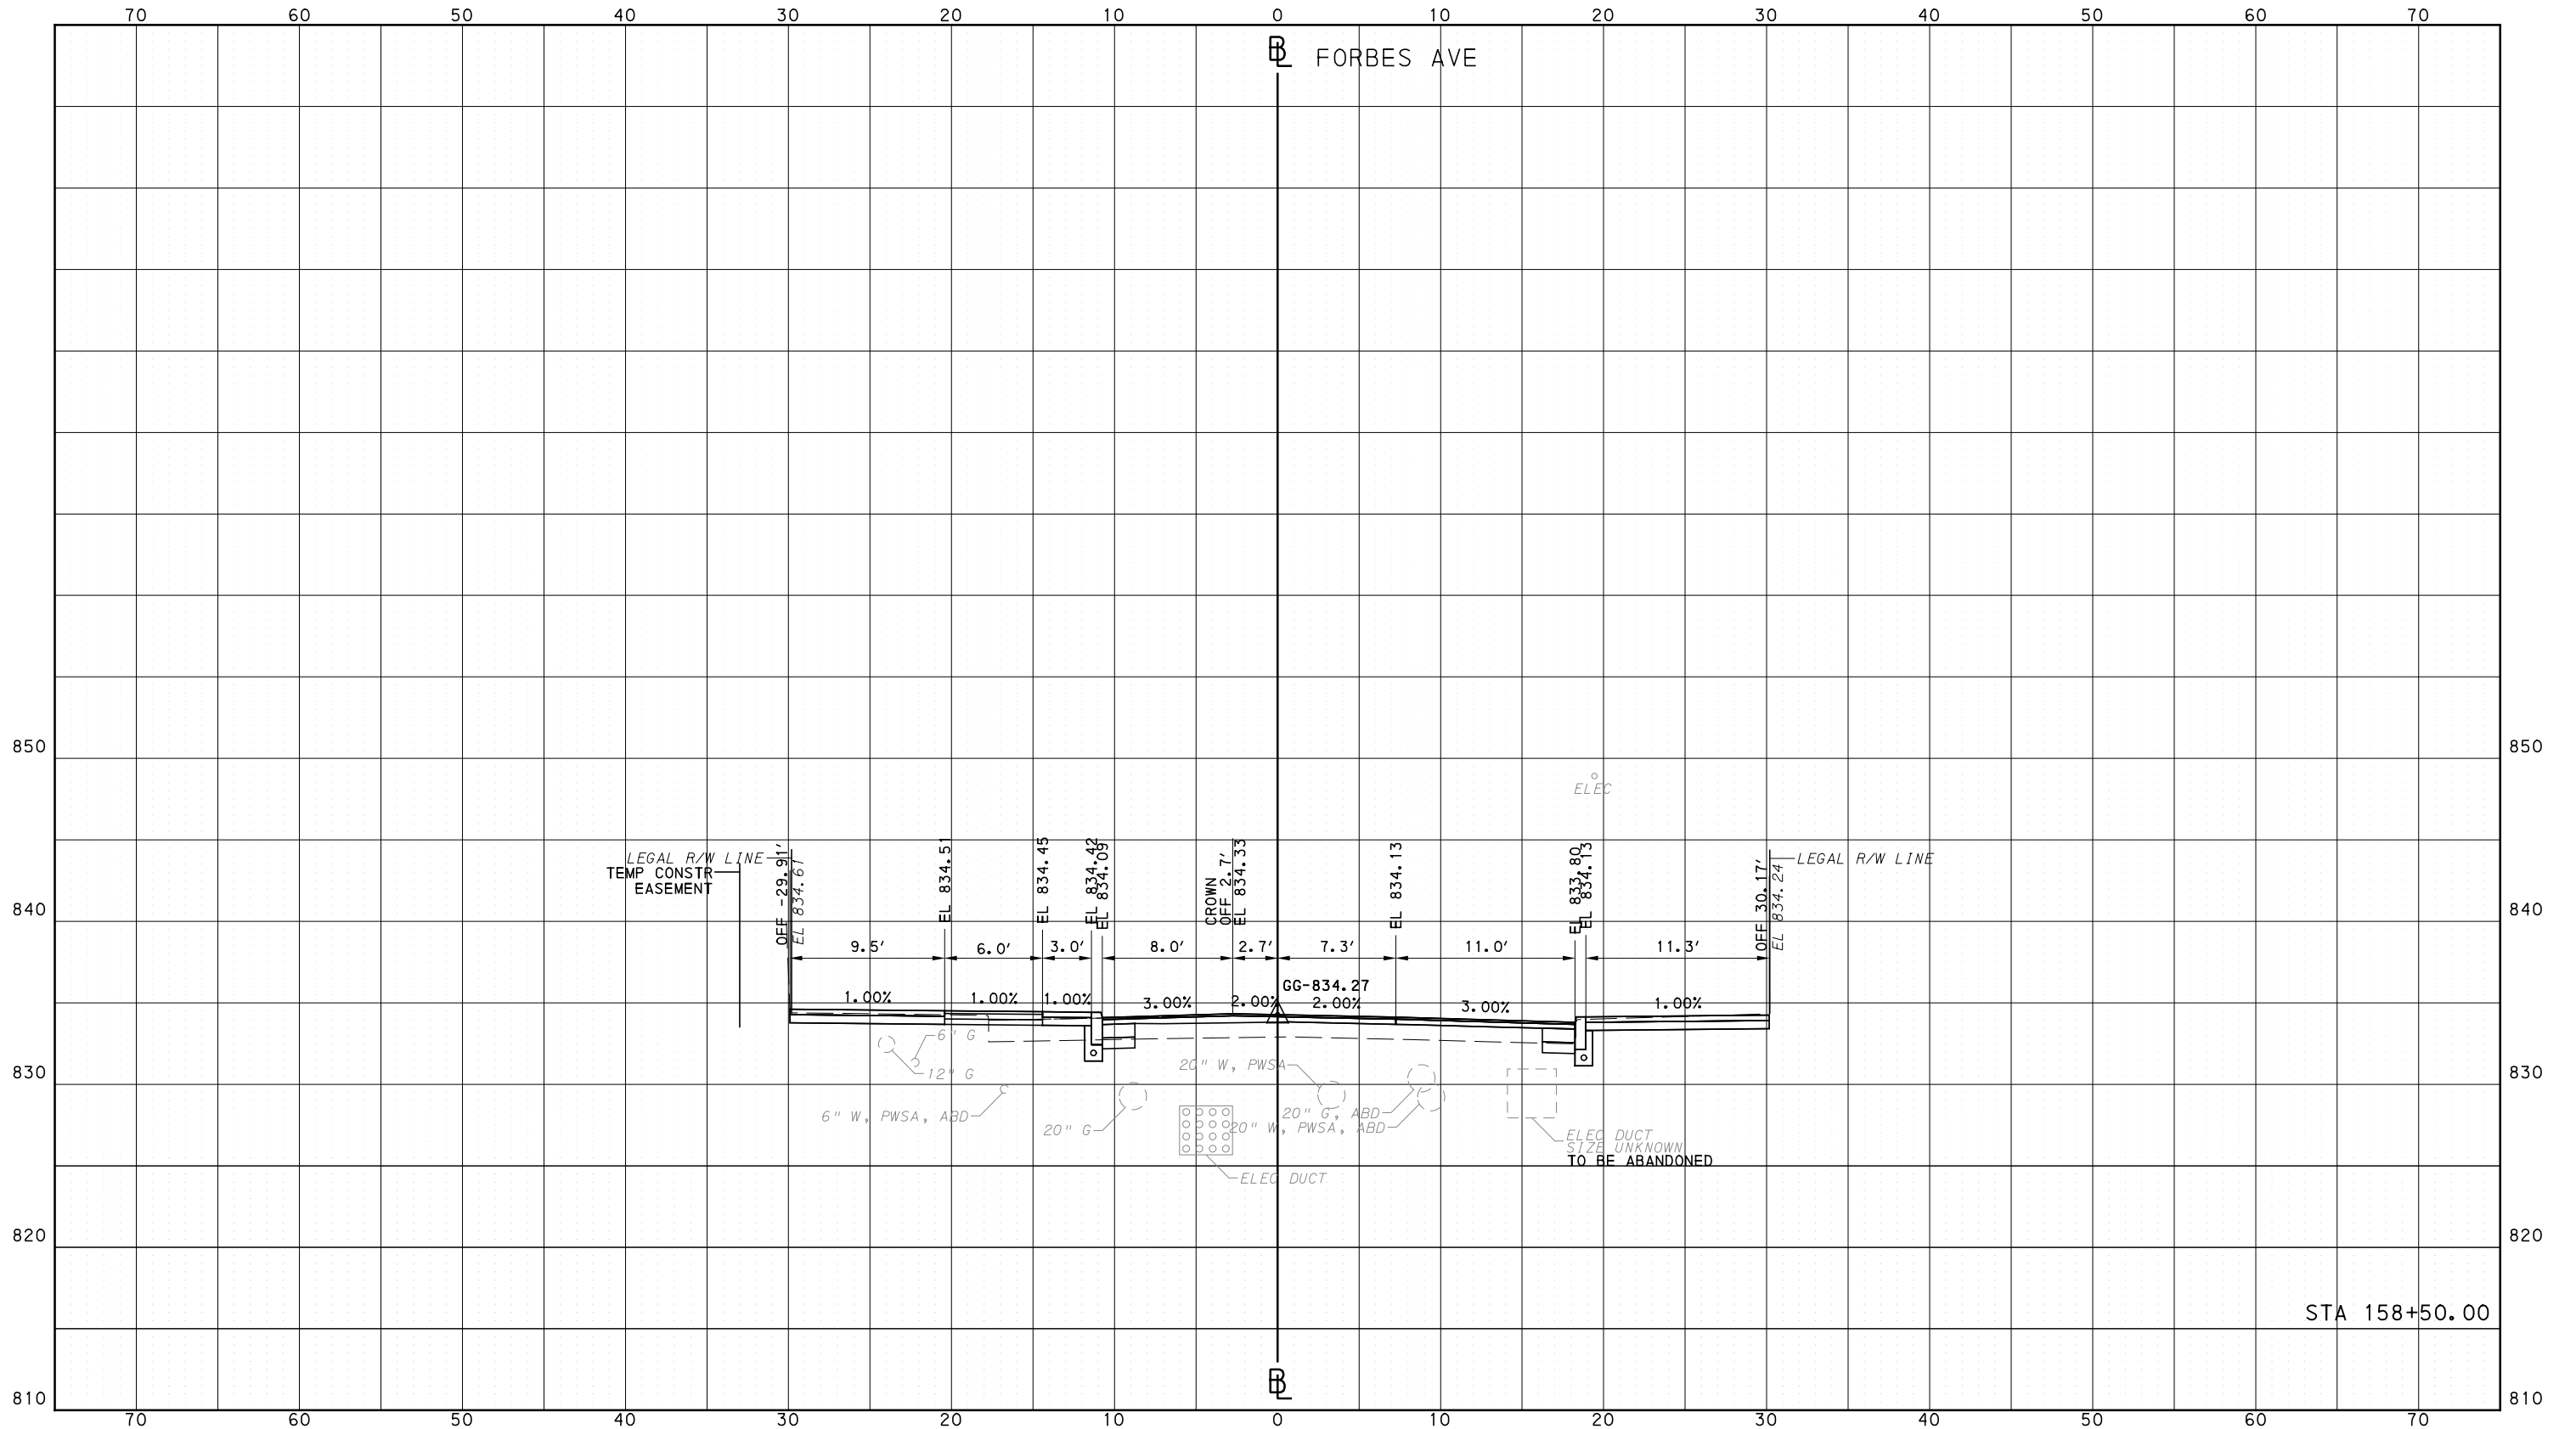 70 60 50 40 30 20 10 0 10 20 30 40 50 60 70
BL FORBES AVE
850 850
ELEC
LEGAL R/W LINE
TEMP CONSTR
EASEMENT
OFF -29.91'
EL 834.67
EL 834.51
EL 834.45
EL 834.42
EL 834.09
CROWN
OFF 2.7'
EL 834.33
EL 834.13
EL 833.80
EL 834.13
OFF 30.17'
EL 834.24
LEGAL R/W LINE
840 840
9.5' 6.0' 3.0' 8.0' 2.7' 7.3' 11.0' 11.3'
GG-834.27
1.00% 1.00% 1.00% 3.00% 2.00% 2.00% 3.00% 1.00%
6" G
12" G
830 830
20" W, PWSA
6" W, PWSA, ABD
20" G
20" G, ABD
20" W, PWSA, ABD
ELEC DUCT
SIZE UNKNOWN
TO BE ABANDONED
ELEC DUCT
820 820
STA 158+50.00
BL
810 810
70 60 50 40 30 20 10 0 10 20 30 40 50 60 70